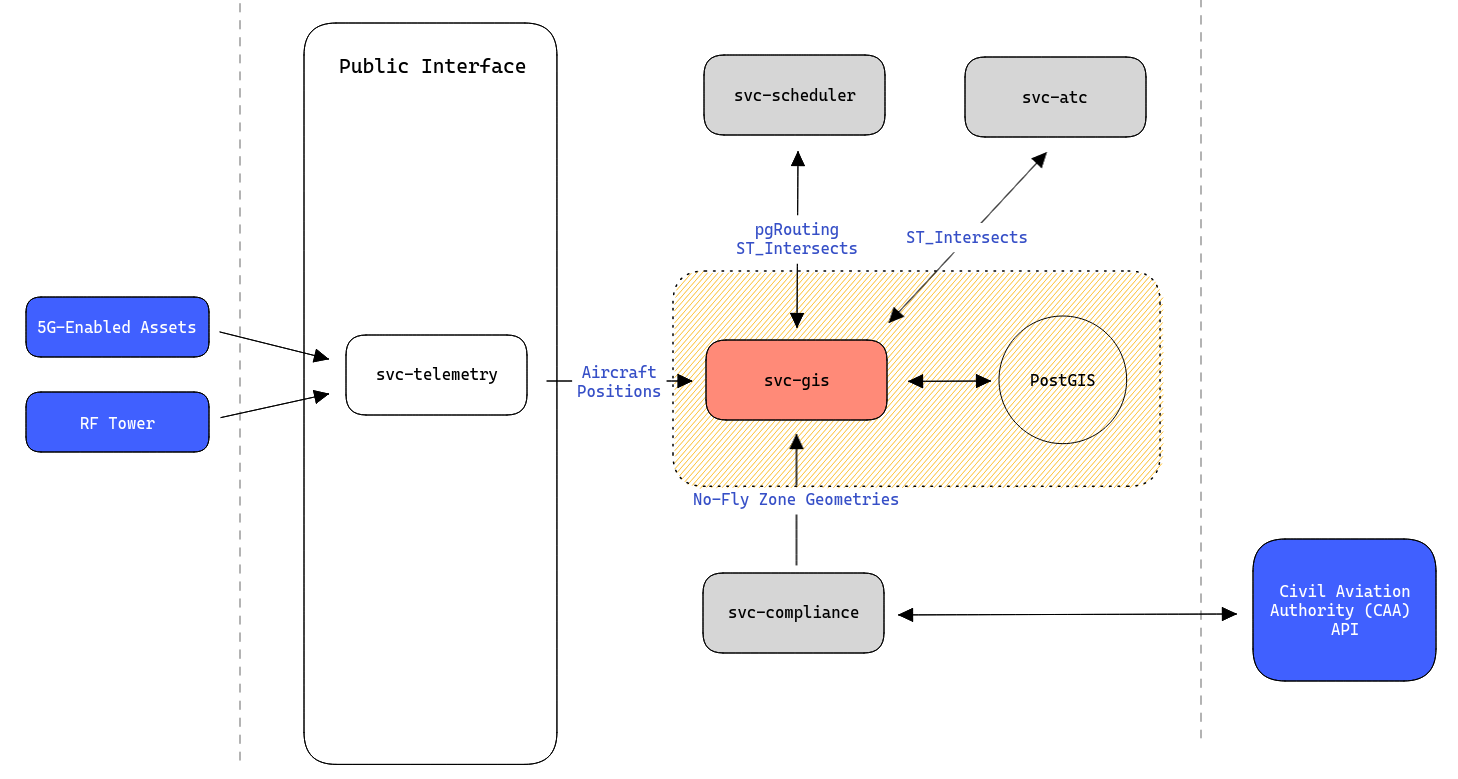 Public Interface
svc-scheduler
svc-atc
pgRouting
ST_Intersects
ST_Intersects
5G-Enabled Assets
RF Tower
svc-telemetry
Aircraft
Positions
svc-gis
PostGIS
No-Fly Zone Geometries
svc-compliance
Civil Aviation
Authority (CAA)
API